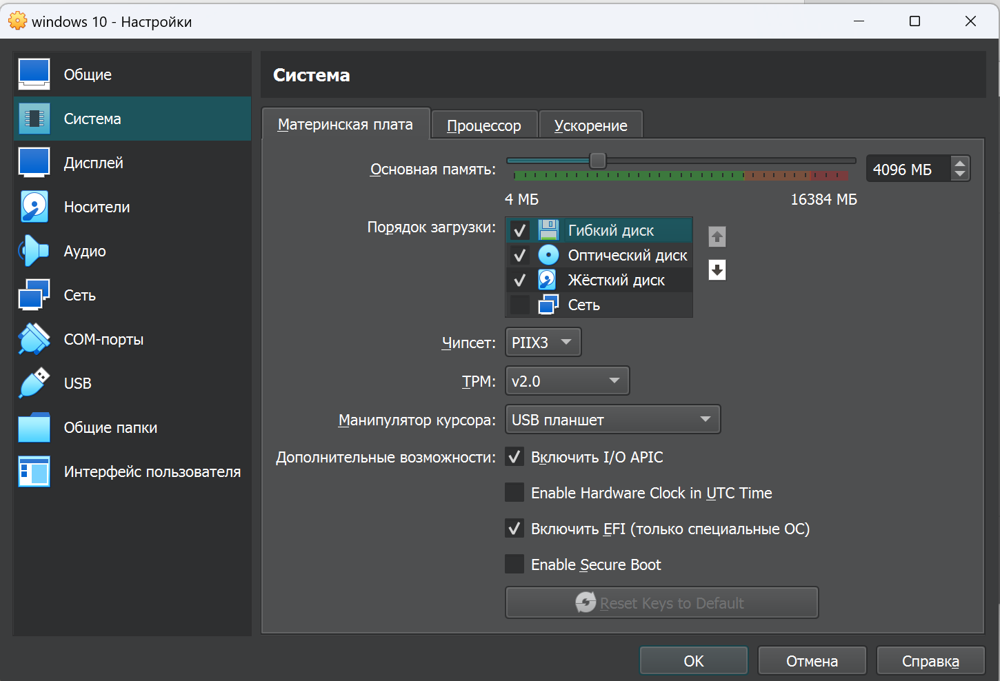 windows 10 - Настройки
Общие
Система
Дисплей
Носители
Аудио
Сеть
COM-порты
USB
Общие папки
Интерфейс пользователя
Система
Материнская плата
Процессор
Ускорение
Основная память:
4096 МБ
4 МБ
16384 МБ
Порядок загрузки:
Гибкий диск
Оптический диск
Жёсткий диск
Сеть
Чипсет:
PIIX3
TPM:
v2.0
Манипулятор курсора:
USB планшет
Дополнительные возможности:
Включить I/O APIC
Enable Hardware Clock in UTC Time
Включить EFI (только специальные ОС)
Enable Secure Boot
Reset Keys to Default
OK
Отмена
Справка